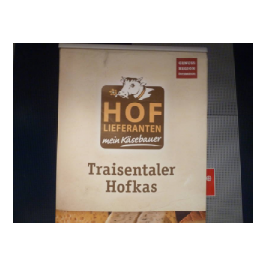 HOF
LIEFERANTEN
mein Käsebauer
Traisentaler
Hofkas